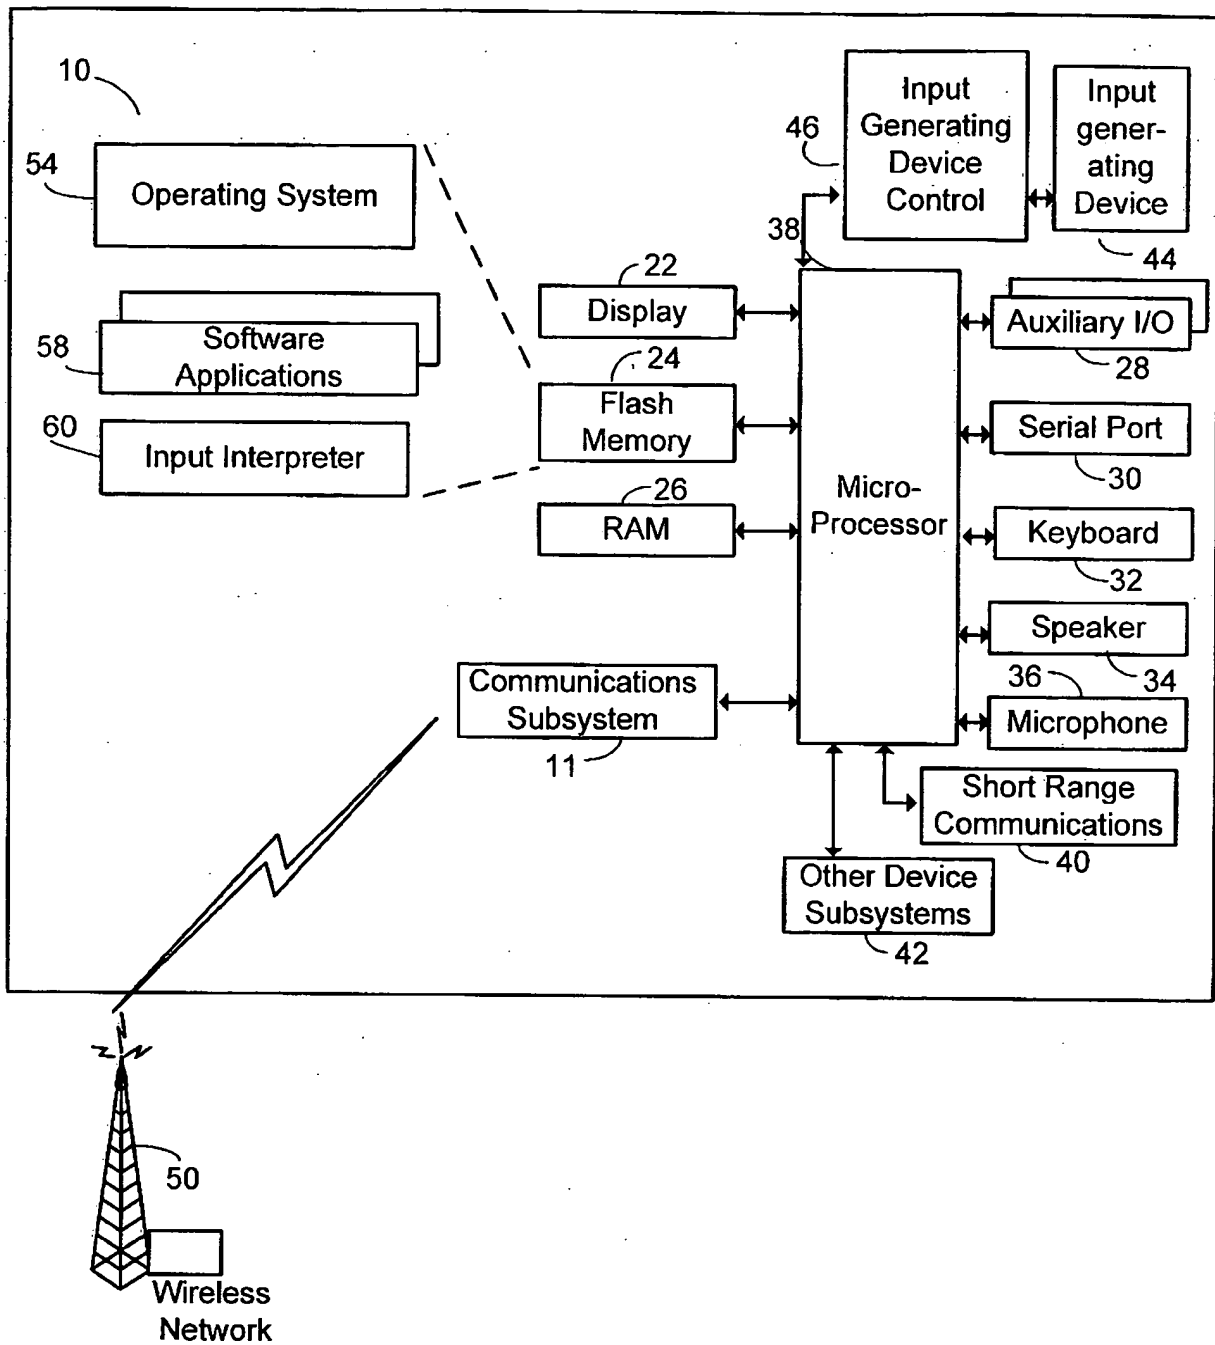 10
54
Operating System
58
Software
Applications
60
Input Interpreter
46
Input
Generating
Device
Control
Input
gener-
ating
Device
44
38
22
Display
24
Flash
Memory
26
RAM
Micro-
Processor
Auxiliary I/O
28
Serial Port
30
Keyboard
32
Speaker
34
36
Microphone
Communications
Subsystem
11
Short Range
Communications
40
Other Device
Subsystems
42
50
Wireless
Network